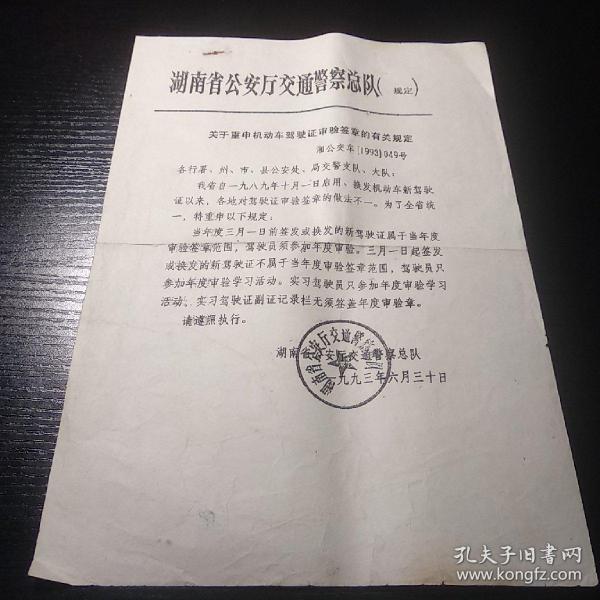 湖南省公安厅交通警察总队(规定)
关于重申机动车驾驶证审验签章的有关规定
湘公交车[1993]049号
各行署、州、市、县公安处、局交警支队、大队:
我省自一九八九年十月一日启用、换发机动车新驾驶
证以来，各地对驾驶证审验签章的做法不一。为了全省统
一，特重申以下规定:
当年度三月一日前签发或换发的新驾驶证属于当年度
审验签章范围，驾驶员须参加年度审验。三月一日起签发
或换发的新驾驶证不属于当年度审验签章范围，驾驶员只
参加年度审验学习活动。实习驾驶员只参加年度审验学习
活动、实习驾驶证副证记录栏无须签盖年度审验章。
请遵照执行。
湖南省公安厅交通警察总队
一九九三年六月三十日
湖南省公安厅交通警察总队
孔夫子旧书网
www.kongfz.com